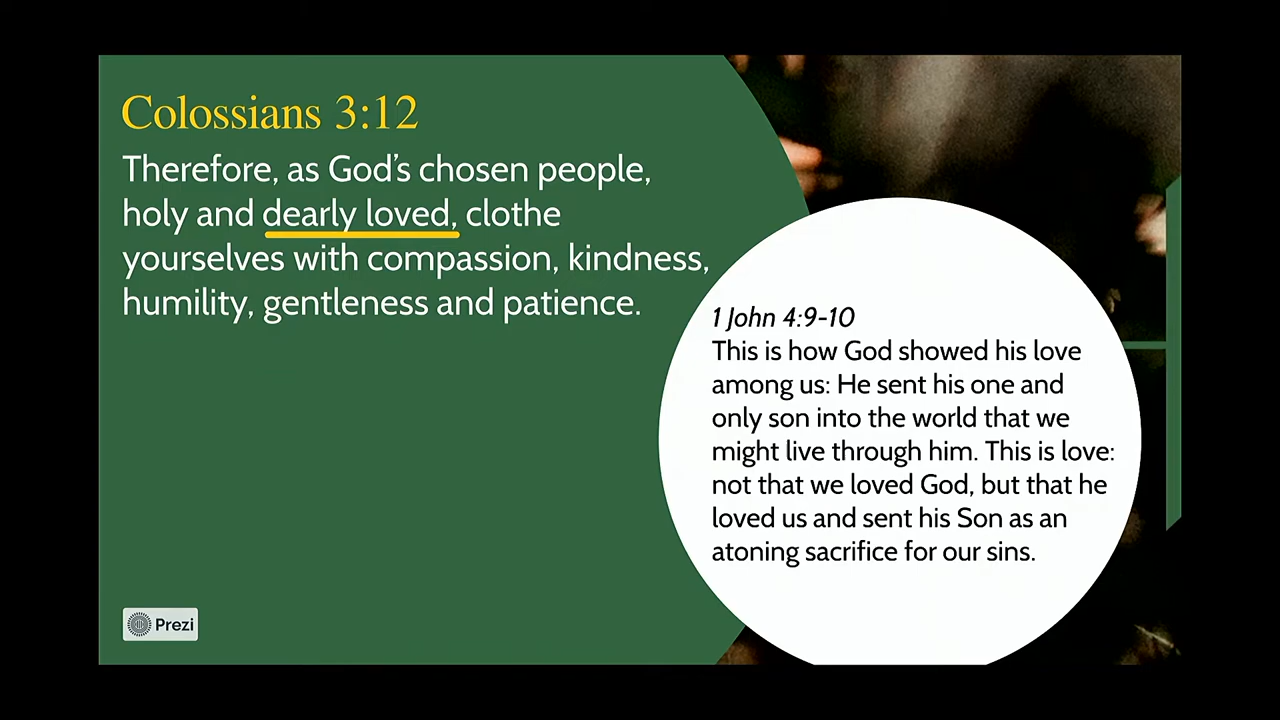 Colossians 3:12
Therefore, as God’s chosen people,
holy and dearly loved, clothe
yourselves with compassion, kindness,
humility, gentleness and patience.
1 John 4:9-10
This is how God showed his love
among us: He sent his one and
only son into the world that we
might live through him. This is love:
not that we loved God, but that he
loved us and sent his Son as an
atoning sacrifice for our sins.
Prezi